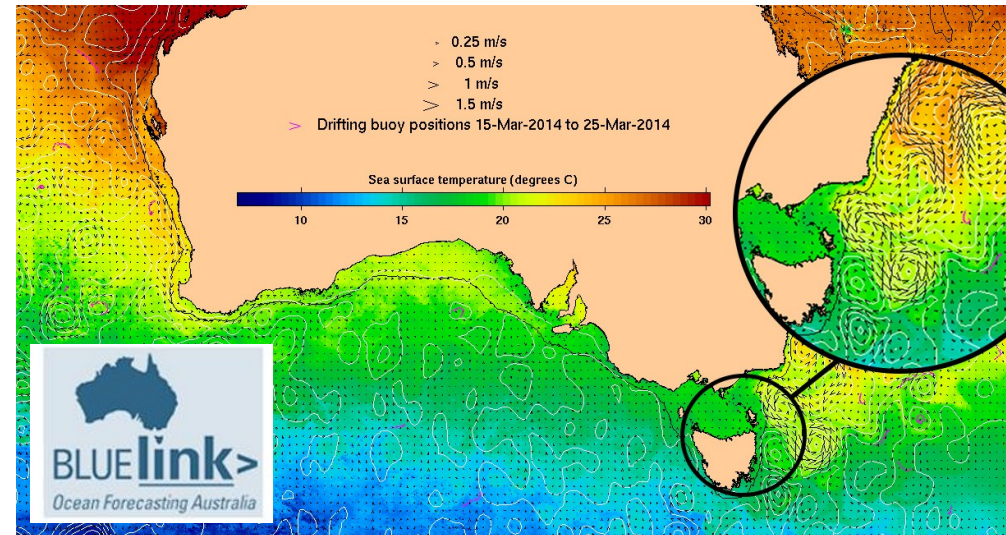 0.25 m/s
0.5 m/s
1 m/s
1.5 m/s
Drifting buoy positions 15-Mar-2014 to 25-Mar-2014
Sea surface temperature (degrees C)
10 15 20 25 30
BLUElink>
Ocean Forecasting Australia